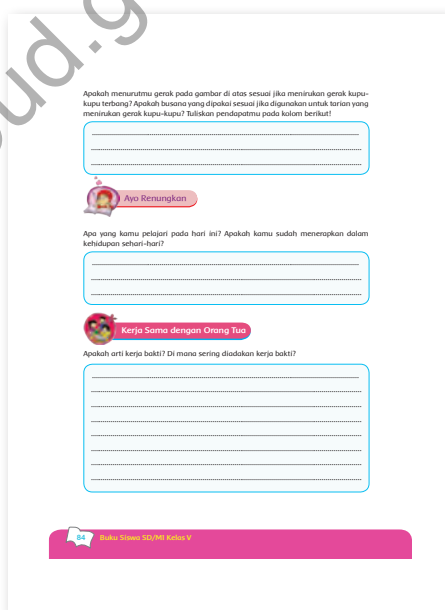 ud.g
Apakah menurutmu gerak pada gambar di atas sesuai jika menirukan gerak kupu-
kupu terbang? Apakah busana yang dipakai sesuai jika digunakan untuk tarian yang
menirukan gerak kupu-kupu? Tuliskan pendapatmu pada kolom berikut!
Ayo Renungkan
Apa yang kamu pelajari pada hari ini? Apakah kamu sudah menerapkan dalam
kehidupan sehari-hari?
Kerja Sama dengan Orang Tua
Apakah arti kerja bakti? Di mana sering diadakan kerja bakti?
84 Buku Siswa SD/MI Kelas V